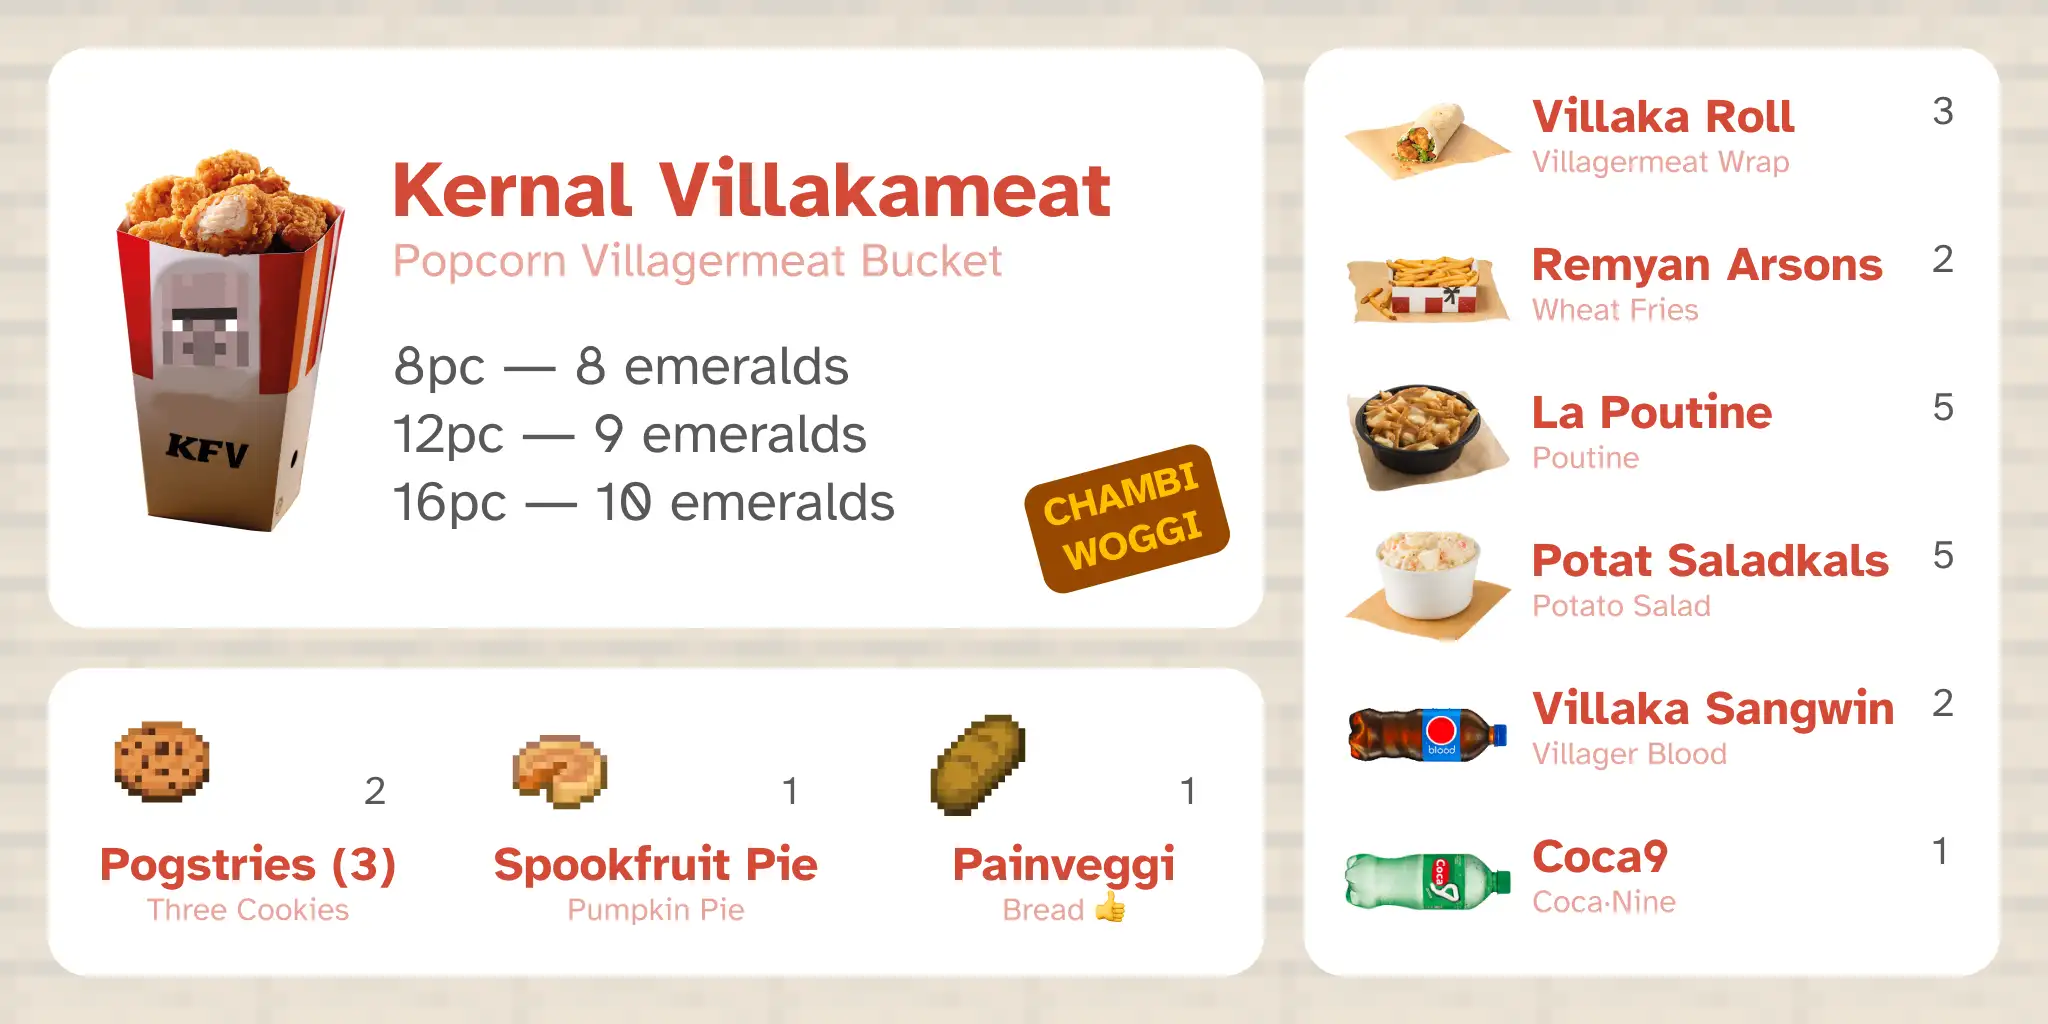 Kernal Villakameat
Popcorn Villagermeat Bucket
8pc — 8 emeralds
12pc — 9 emeralds
16pc — 10 emeralds
KFV
CHAMBI
WOGGI
2
Pogstries (3)
Three Cookies
1
Spookfruit Pie
Pumpkin Pie
1
Painveggi
Bread 👍
Villaka Roll 3
Villagermeat Wrap
Remyan Arsons 2
Wheat Fries
La Poutine 5
Poutine
Potat Saladkals 5
Potato Salad
Villaka Sangwin 2
Villager Blood
blood
Coca9 1
Coca·Nine
Coca9